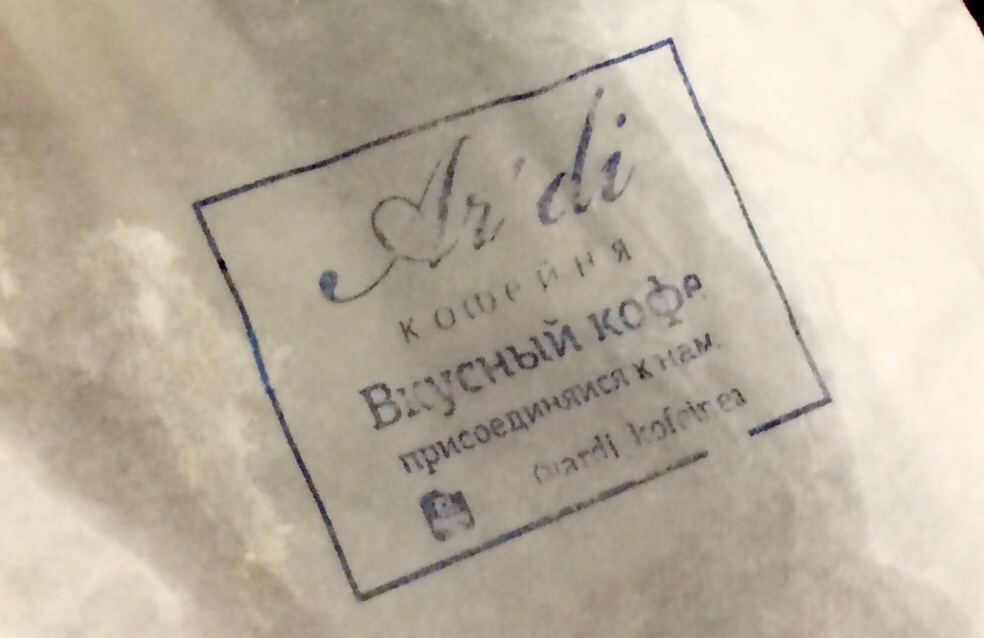 Ar'di
кофейня
Вкусный кофе
присоединяйся к нам